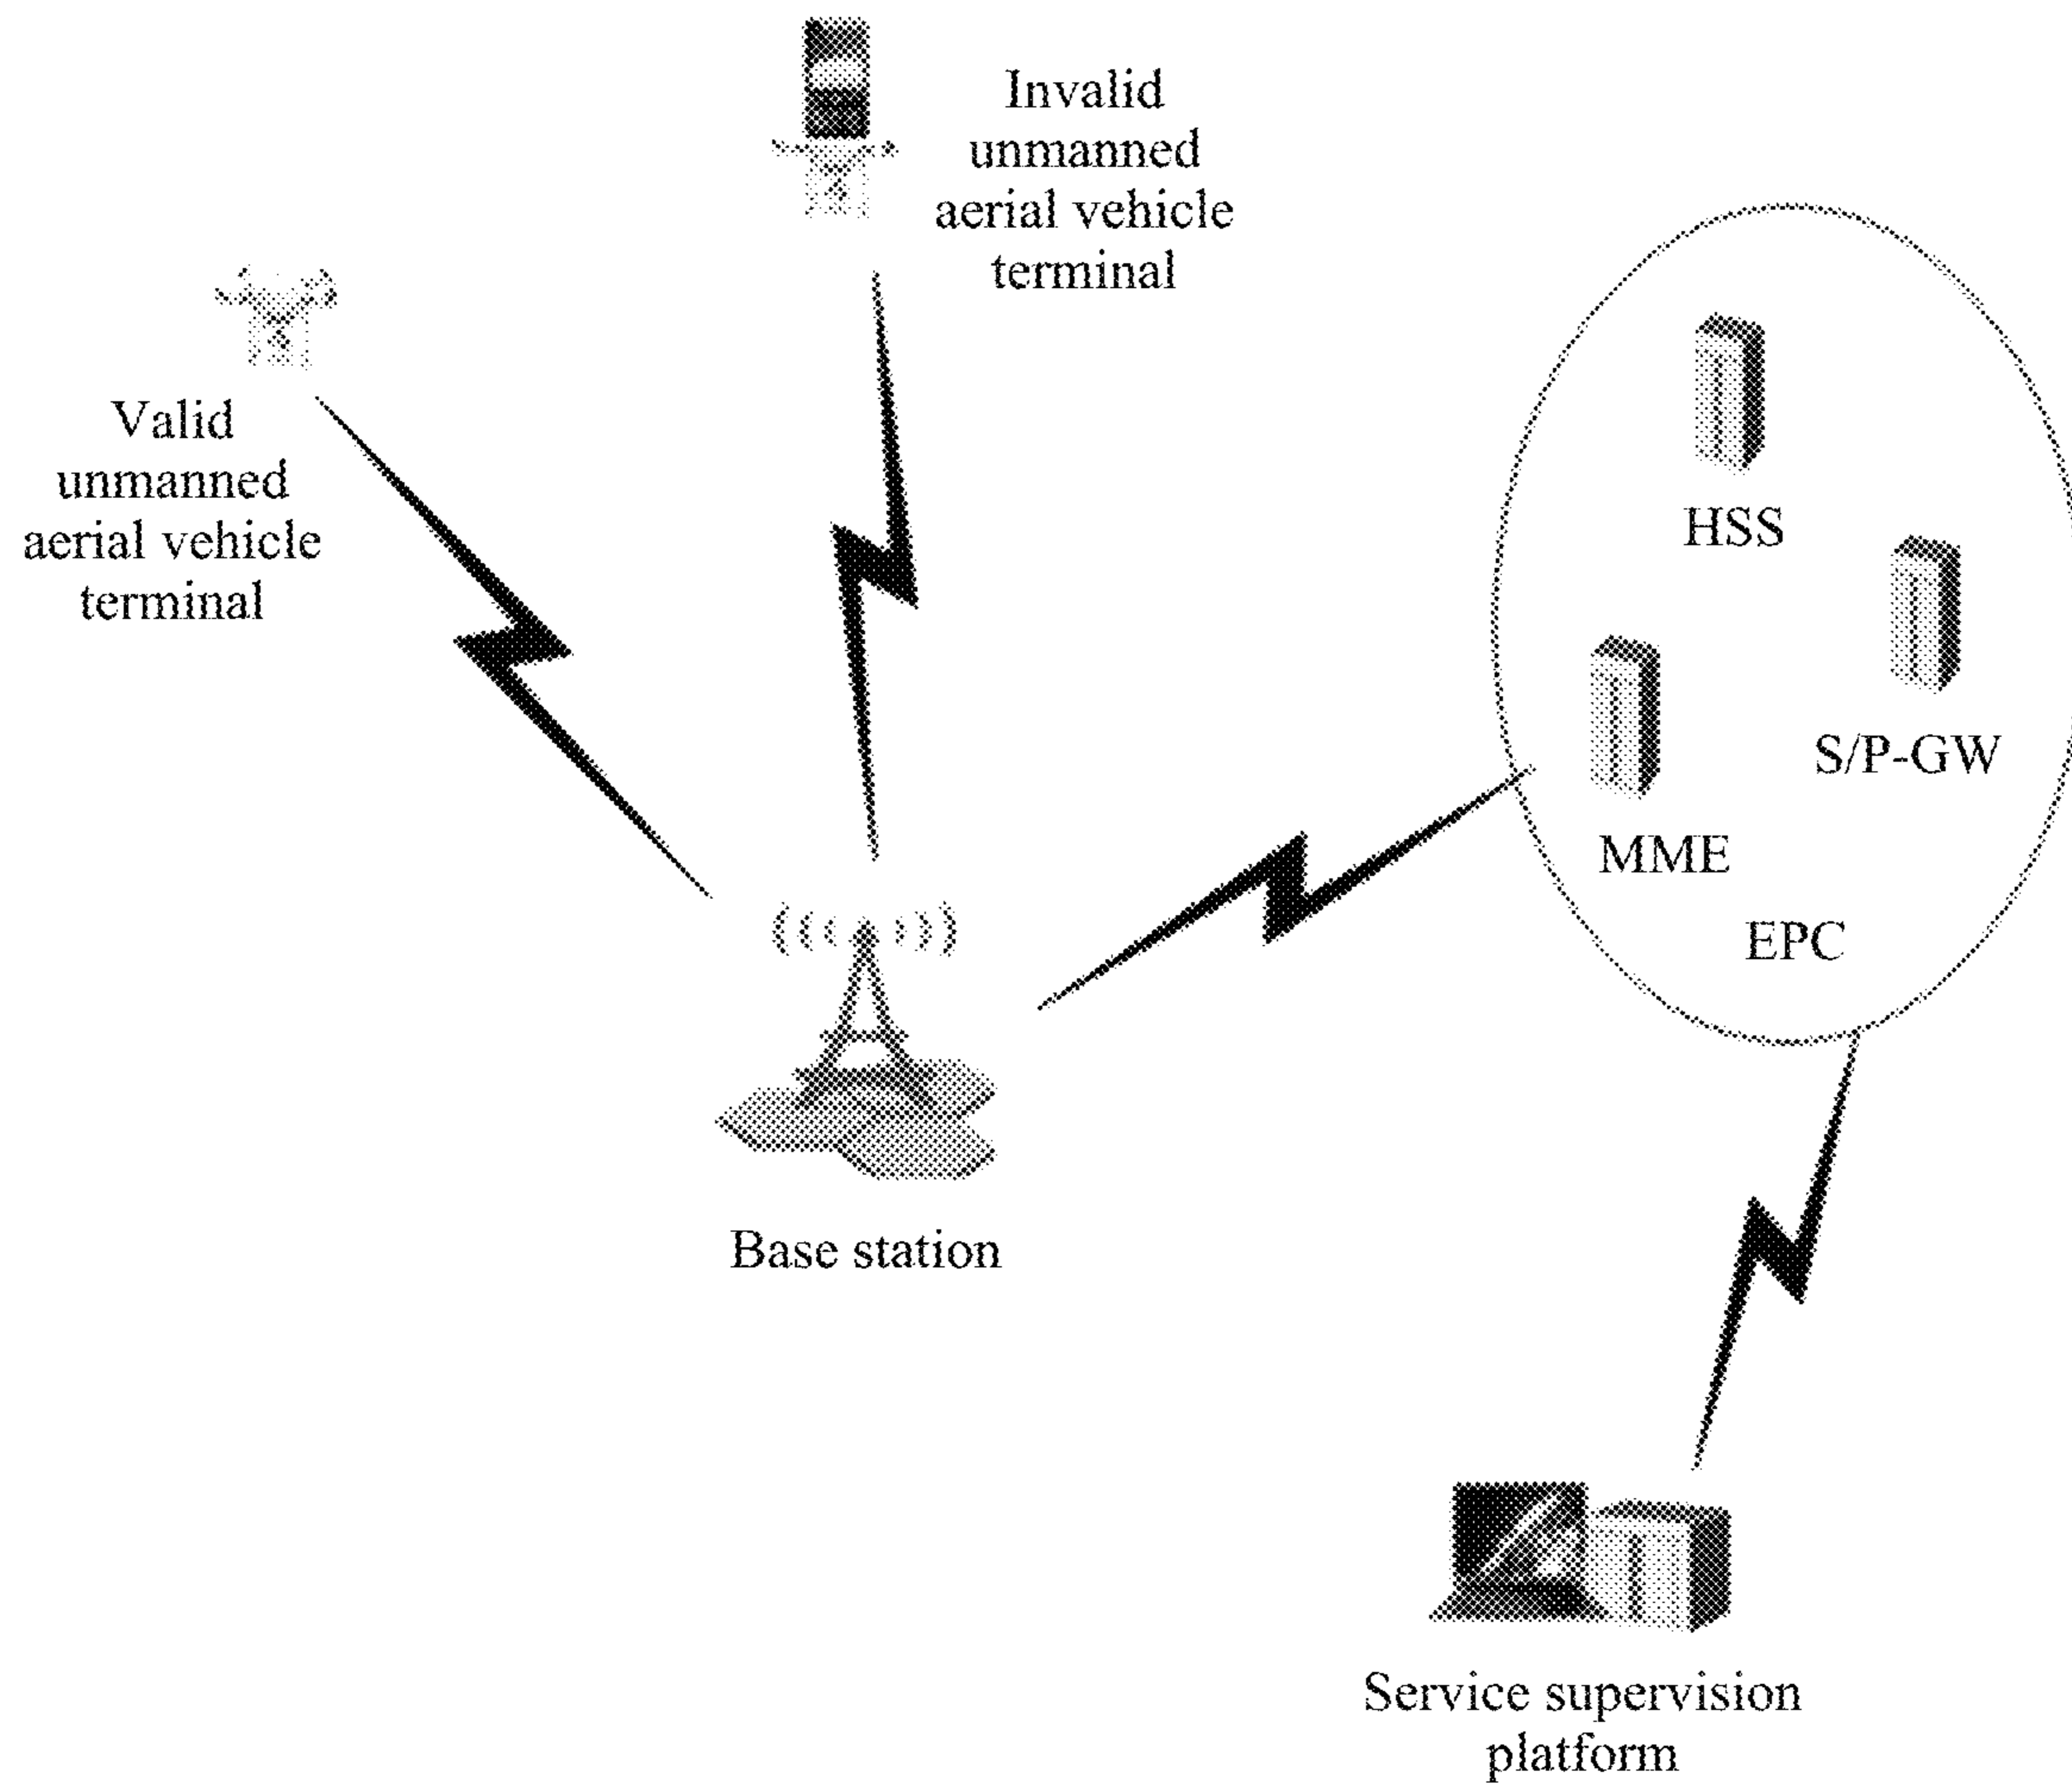 Invalid
unmanned
aerial vehicle
terminal
Valid
unmanned
aerial vehicle
terminal
HSS
S/P-GW
MME
EPC
Base station
Service supervision
platform